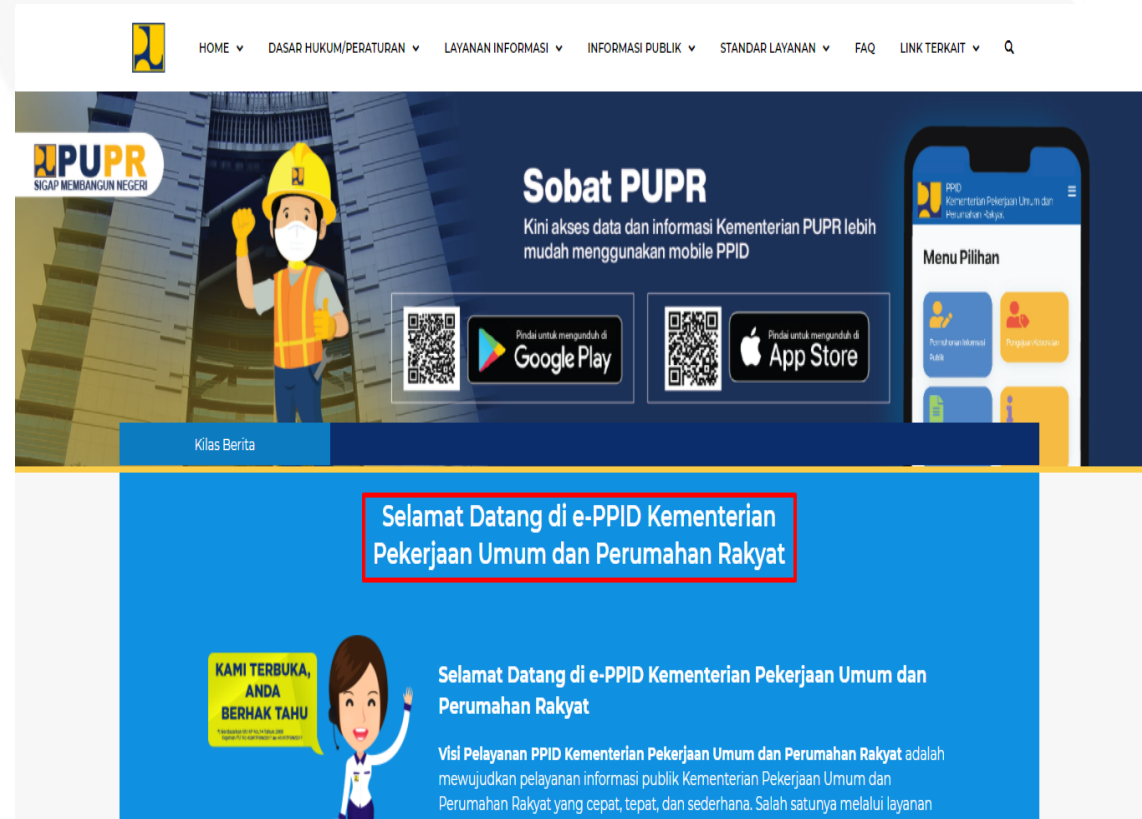 HOME
DASAR HUKUM/PERATURAN
LAYANAN INFORMASI
INFORMASI PUBLIK
STANDAR LAYANAN
FAQ
LINK TERKAIT
PUPR
SIGAP MEMBANGUN NEGERI
Sobat PUPR
Kini akses data dan informasi Kementerian PUPR lebih
mudah menggunakan mobile PPID
Pindai untuk mengunduh di
Google Play
Pindai untuk mengunduh di
App Store
PPID
Kementerian Pekerjaan Umum dan
Perumahan Rakyat
Menu Pilihan
Permohonan Informasi
Publik
Pengajuan Keberatan
Kilas Berita
Selamat Datang di e-PPID Kementerian
Pekerjaan Umum dan Perumahan Rakyat
KAMI TERBUKA,
ANDA
BERHAK TAHU
Selamat Datang di e-PPID Kementerian Pekerjaan Umum dan
Perumahan Rakyat
Visi Pelayanan PPID Kementerian Pekerjaan Umum dan Perumahan Rakyat adalah
mewujudkan pelayanan informasi publik Kementerian Pekerjaan Umum dan
Perumahan Rakyat yang cepat, tepat, dan sederhana. Salah satunya melalui layanan